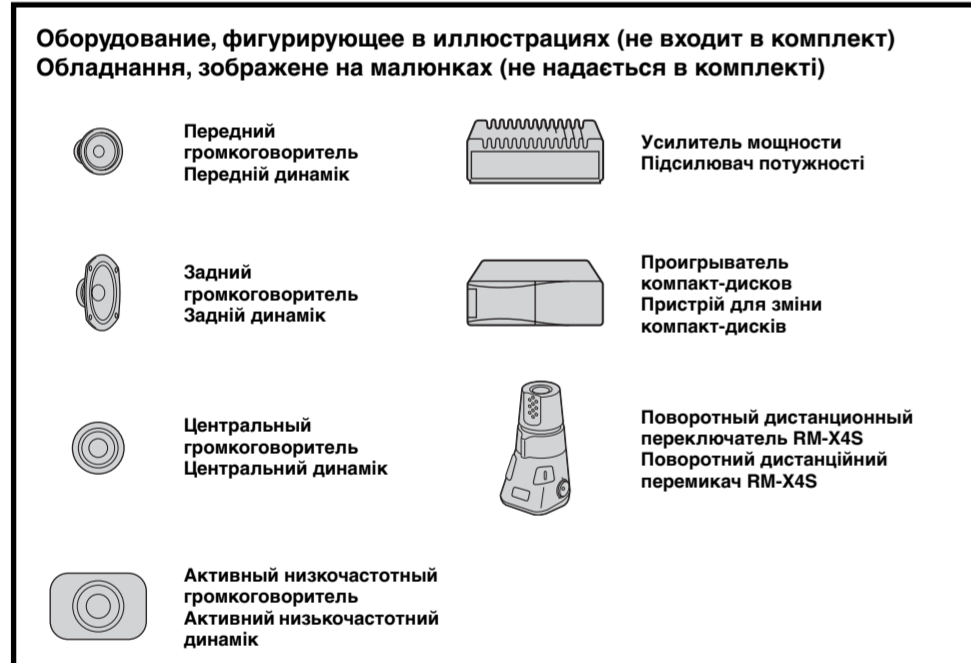 Оборудование, фигурирующее в иллюстрациях (не входит в комплект)
Обладнання, зображене на малюнках (не надається в комплекті)
Передний
громкоговоритель
Передній динамік
Задний
громкоговоритель
Задній динамік
Центральный
громкоговоритель
Центральний динамік
Активный низкочастотный
громкоговоритель
Активний низькочастотний
динамік
Усилитель мощности
Підсилювач потужності
Проигрыватель
компакт-дисков
Пристрій для зміни
компакт-дисків
Поворотный дистанционный
переключатель RM-X4S
Поворотний дистанційний
перемикач RM-X4S